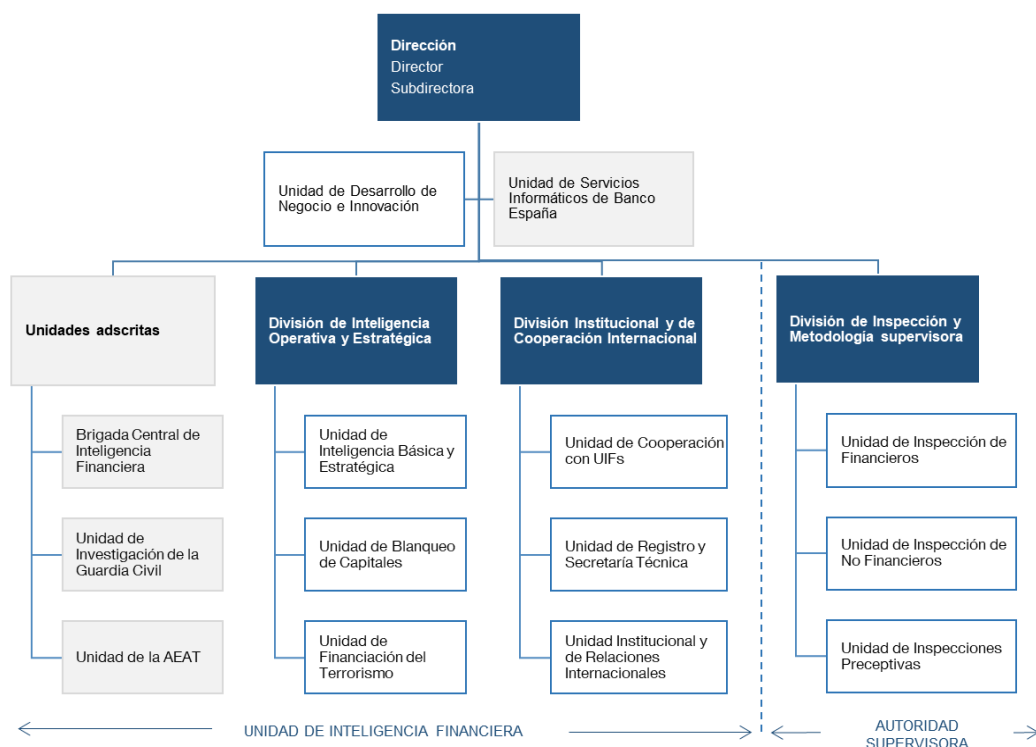 Dirección
Director
Subdirectora
Unidad de Desarrollo de
Negocio e Innovación
Unidad de Servicios
Informáticos de Banco
España
Unidades adscritas
División de Inteligencia
Operativa y Estratégica
División Institucional y de
Cooperación Internacional
División de Inspección y
Metodología supervisora
Brigada Central de
Inteligencia
Financiera
Unidad de
Inteligencia Básica y
Estratégica
Unidad de Cooperación
con UIFs
Unidad de Inspección de
Financieros
Unidad de
Investigación de la
Guardia Civil
Unidad de Blanqueo
de Capitales
Unidad de Registro y
Secretaría Técnica
Unidad de Inspección de
No Financieros
Unidad de la AEAT
Unidad de
Financiación del
Terrorismo
Unidad Institucional y
de Relaciones
Internacionales
Unidad de Inspecciones
Preceptivas
UNIDAD DE INTELIGENCIA FINANCIERA
AUTORIDAD
SUPERVISORA